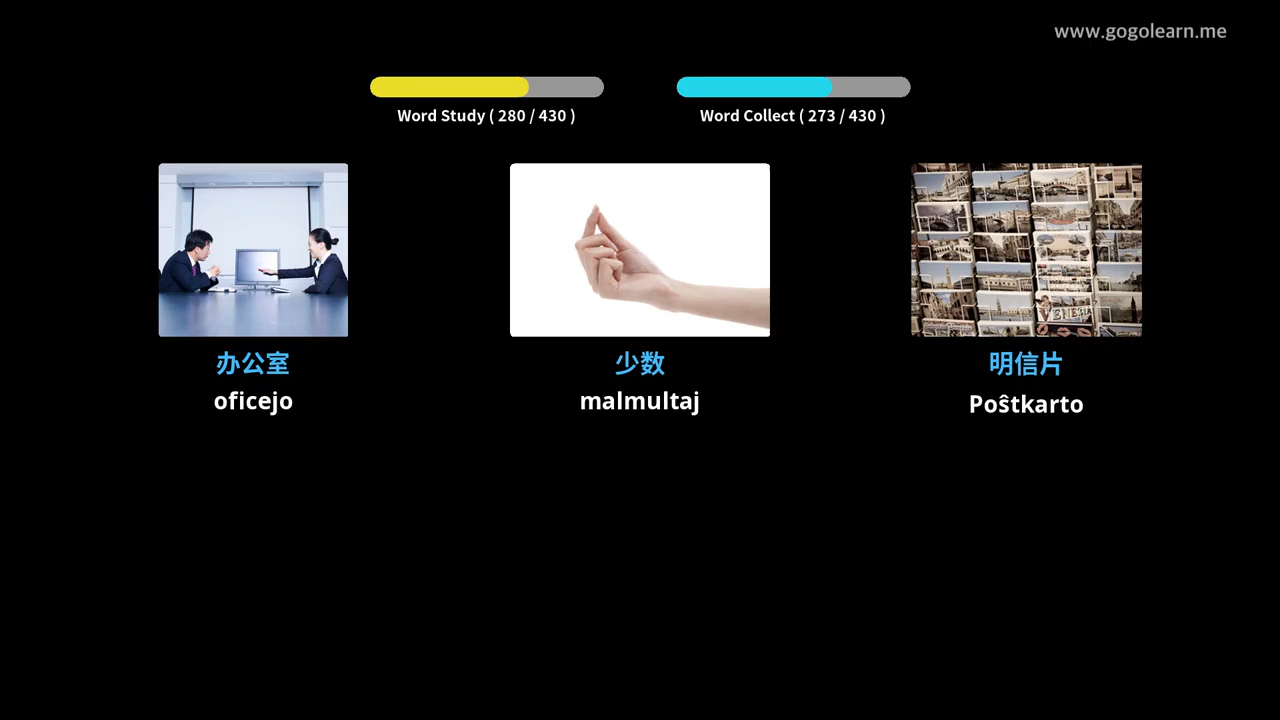 www.gogolearn.me
Word Study ( 280 / 430 )
Word Collect ( 273 / 430 )
VENEZIA
办公室
少数
明信片
oficejo
malmultaj
Poŝtkarto